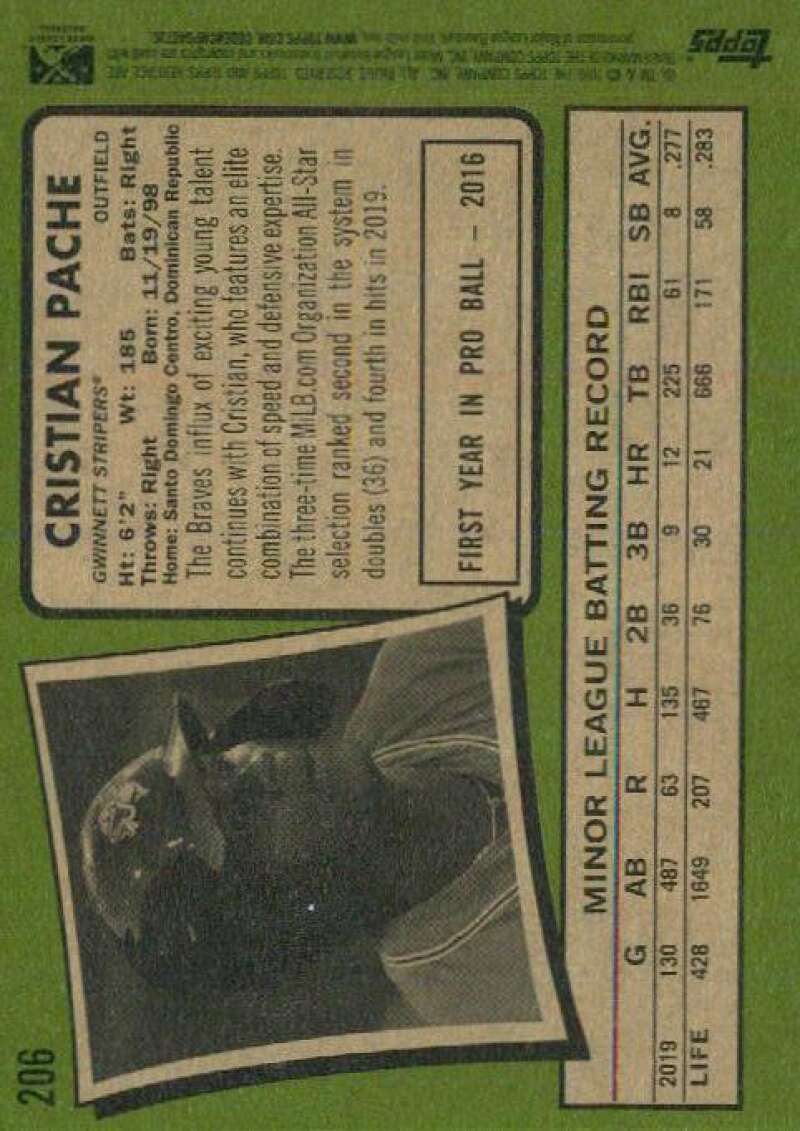 206
CRISTIAN PACHE
GWINNETT STRIPERS® OUTFIELD
Ht: 6'2" Wt: 185 Bats: Right
Throws: Right Born: 11/19/98
Home: Santo Domingo Centro, Dominican Republic
The Braves influx of exciting young talent
continues with Cristian, who features an elite
combination of speed and defensive expertise.
The three-time MiLB.com Organization All-Star
selection ranked second in the system in
doubles (36) and fourth in hits in 2019.
FIRST YEAR IN PRO BALL – 2016
MINOR LEAGUE BATTING RECORD
G AB R H 2B 3B HR TB RBI SB AVG.
2019 130 487 63 135 36 9 12 225 61 8 .277
LIFE 428 1649 207 467 76 30 21 666 171 58 .283
topps